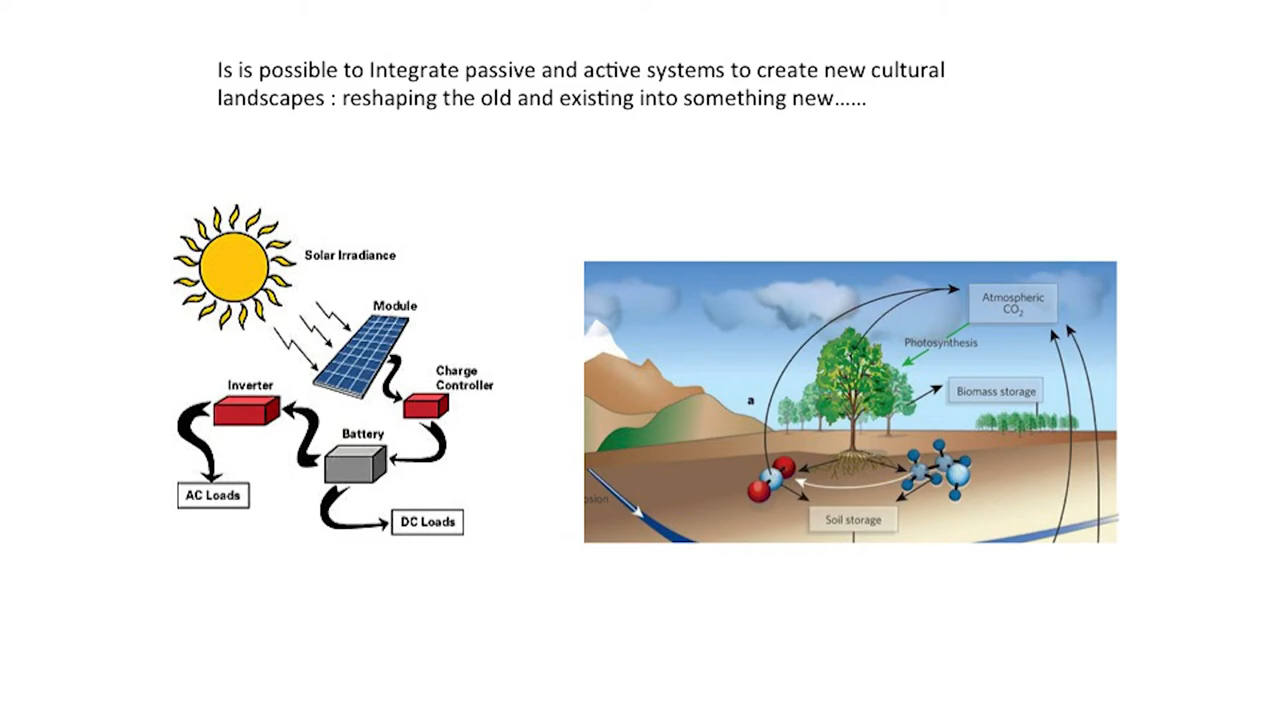 Is is possible to Integrate passive and active systems to create new cultural
landscapes : reshaping the old and existing into something new......
Solar Irradiance
Module
Charge
Controller
Inverter
Battery
AC Loads
DC Loads
Atmospheric
CO2
Photosynthesis
Biomass storage
a
Soil storage